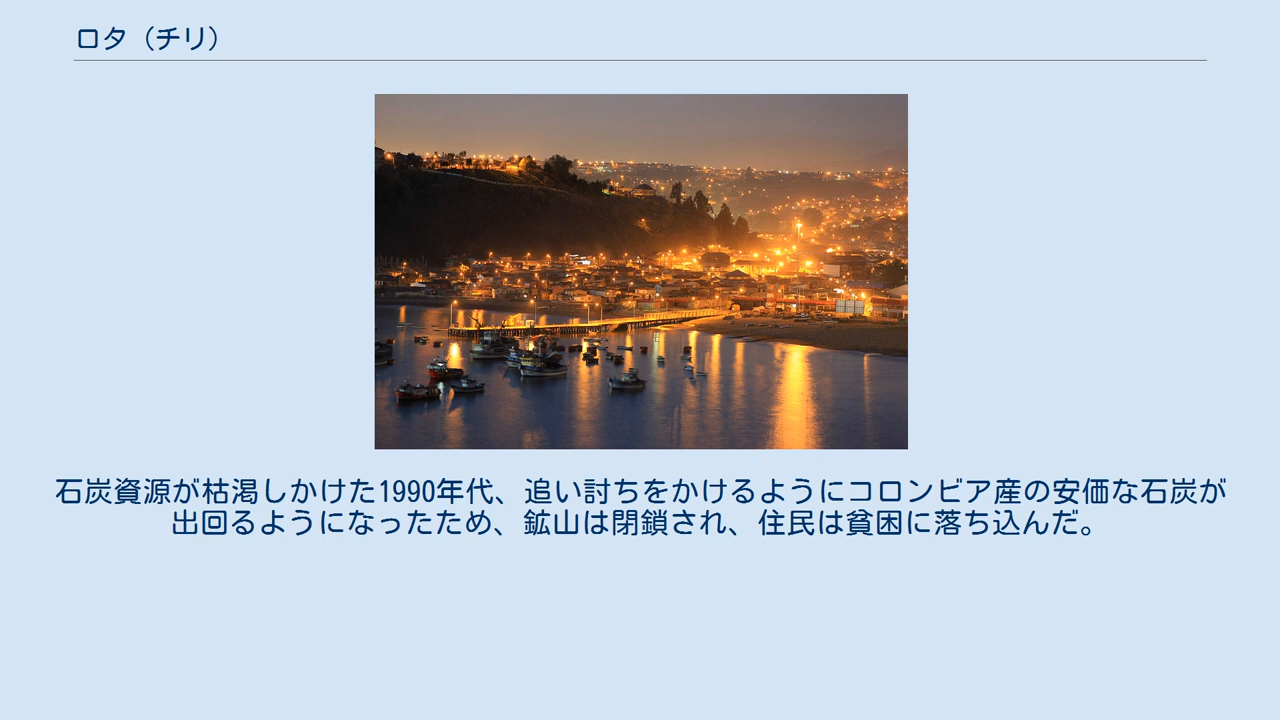 ロタ（チリ）
石炭資源が枯渇しかけた1990年代、追い討ちをかけるようにコロンビア産の安価な石炭が
出回るようになったため、鉱山は閉鎖され、住民は貧困に落ち込んだ。